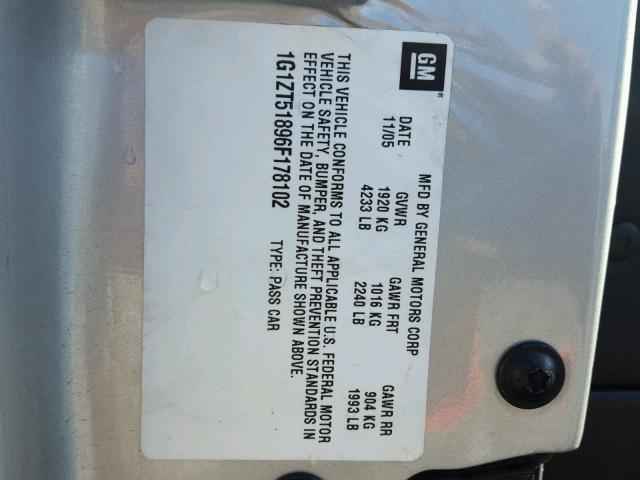 GM
MFD BY GENERAL MOTORS CORP
DATE GVWR GAWR FRT GAWR RR
11/05 1920 KG 1016 KG 904 KG
4233 LB 2240 LB 1993 LB
THIS VEHICLE CONFORMS TO ALL APPLICABLE U.S. FEDERAL MOTOR
VEHICLE SAFETY, BUMPER, AND THEFT PREVENTION STANDARDS IN
EFFECT ON THE DATE OF MANUFACTURE SHOWN ABOVE.
1G1ZT51896F178102 TYPE: PASS CAR